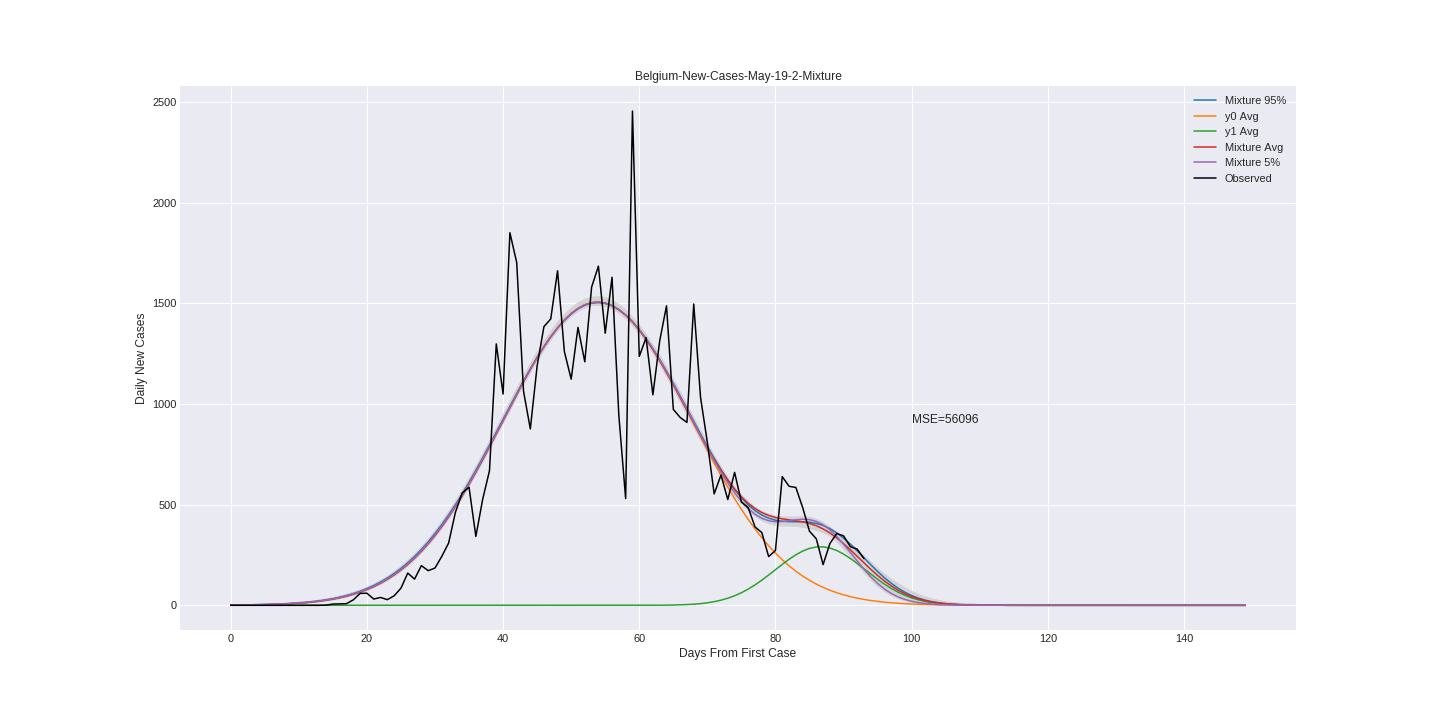 Belgium-New-Cases-May-19-2-Mixture
2500
2000
1500
1000
500
0
Daily New Cases
Mixture 95%
y0 Avg
y1 Avg
Mixture Avg
Mixture 5%
Observed
MSE=56096
0 20 40 60 80 100 120 140
Days From First Case